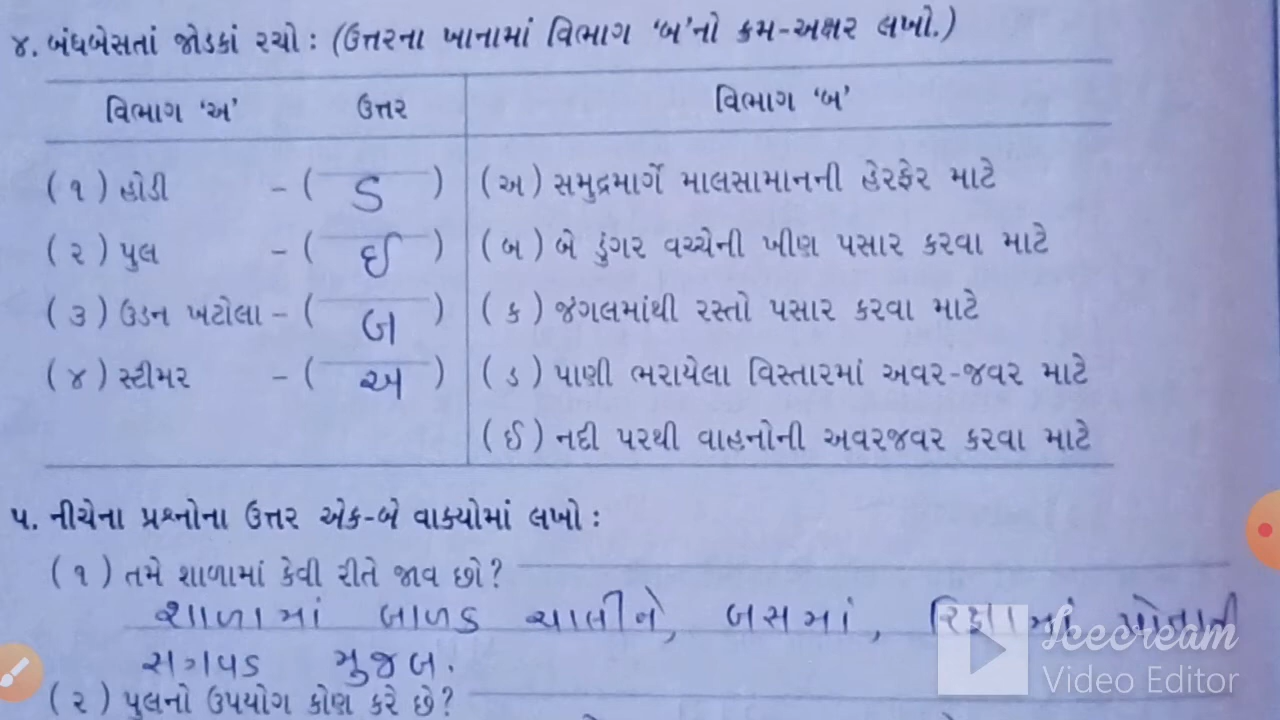 ૪. બંધબેસતાં જોડકાં રચો : (ઉત્તરના ખાનામાં વિભાગ ‘બ’નો ક્રમ-અક્ષર લખો.)
વિભાગ ‘અ’ ઉત્તર વિભાગ ‘બ’
(૧) હોડી - ( ડ ) (અ) સમુદ્રમાર્ગે માલસામાનની હેરફેર માટે
(૨) પુલ - ( ઈ ) (બ) બે ડુંગર વચ્ચેની ખીણ પસાર કરવા માટે
(૩) ઉડન ખટોલા - ( બ ) (ક) જંગલમાંથી રસ્તો પસાર કરવા માટે
(૪) સ્ટીમર - ( અ ) (ડ) પાણી ભરાયેલા વિસ્તારમાં અવર-જવર માટે
(ઈ) નદી પરથી વાહનોની અવરજવર કરવા માટે
૫. નીચેના પ્રશ્નોના ઉત્તર એક-બે વાક્યોમાં લખો :
(૧) તમે શાળામાં કેવી રીતે જાવ છો?
શાળામાં બાળક ચાલીને, બસમાં, રિક્ષામાં પોતાની
સગવડ મુજબ.
(૨) પુલનો ઉપયોગ કોણ કરે છે?
Icecream
Video Editor